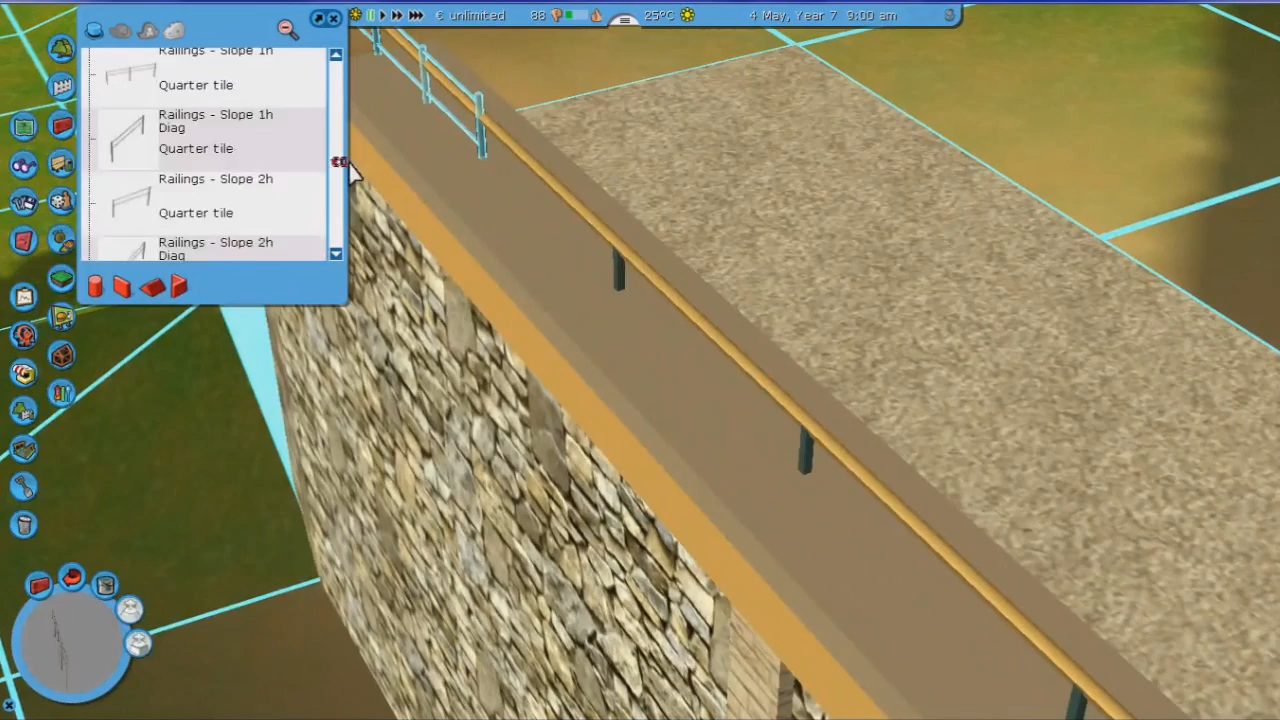 € unlimited
88
25°C
4 May, Year 7 9:00 am
Railings - Slope 1h
Quarter tile
Railings - Slope 1h
Diag
Quarter tile
Railings - Slope 2h
Quarter tile
Railings - Slope 2h
Diag